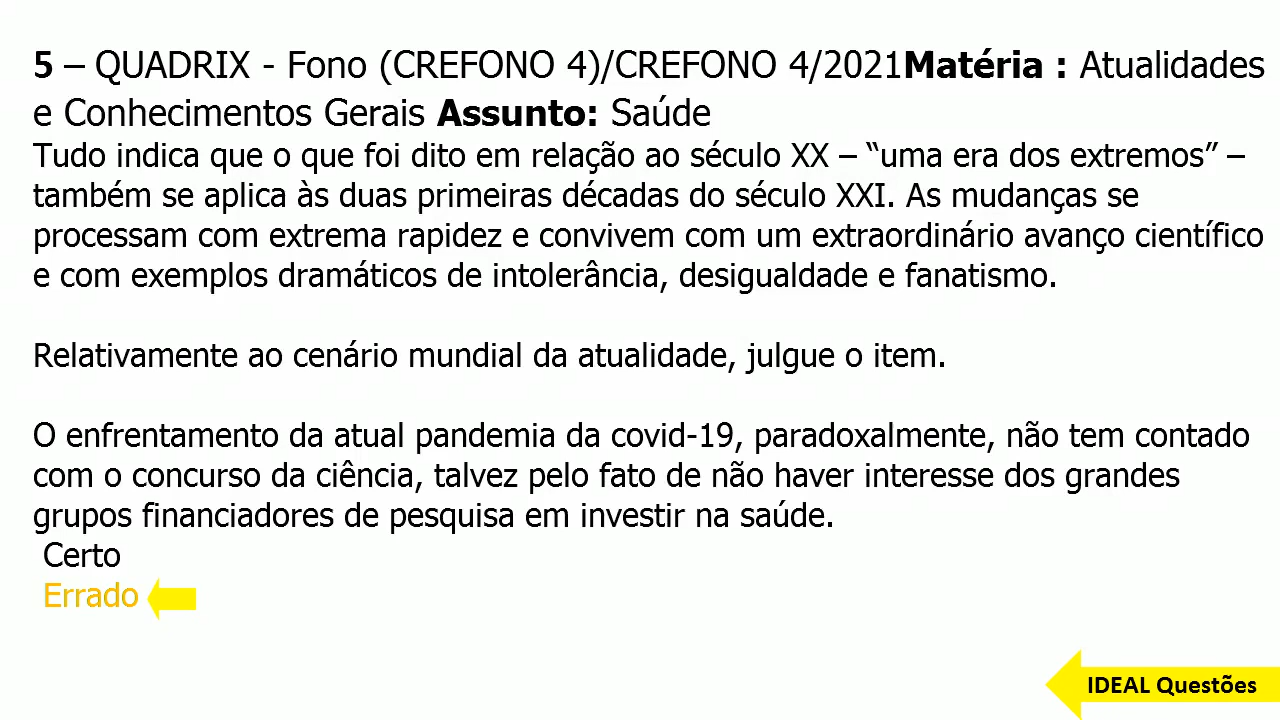 5 – QUADRIX - Fono (CREFONO 4)/CREFONO 4/2021Matéria : Atualidades
e Conhecimentos Gerais Assunto: Saúde
Tudo indica que o que foi dito em relação ao século XX – “uma era dos extremos” –
também se aplica às duas primeiras décadas do século XXI. As mudanças se
processam com extrema rapidez e convivem com um extraordinário avanço científico
e com exemplos dramáticos de intolerância, desigualdade e fanatismo.
Relativamente ao cenário mundial da atualidade, julgue o item.
O enfrentamento da atual pandemia da covid-19, paradoxalmente, não tem contado
com o concurso da ciência, talvez pelo fato de não haver interesse dos grandes
grupos financiadores de pesquisa em investir na saúde.
Certo
Errado
IDEAL Questões